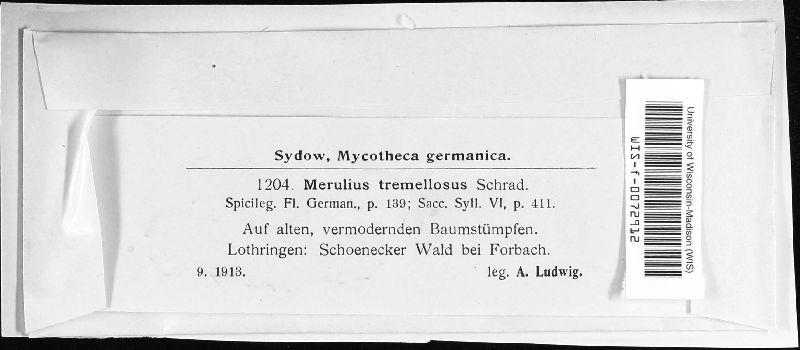 Sydow, Mycotheca germanica.
1204. Merulius tremellosus Schrad.
Spicileg. Fl. German., p. 139; Sacc. Syll. VI, p. 411.
Auf alten, vermodernden Baumstümpfen.
Lothringen: Schoenecker Wald bei Forbach.
9. 1913. leg. A. Ludwig.
University of Wisconsin-Madison (WIS)
WIS-f-0072912